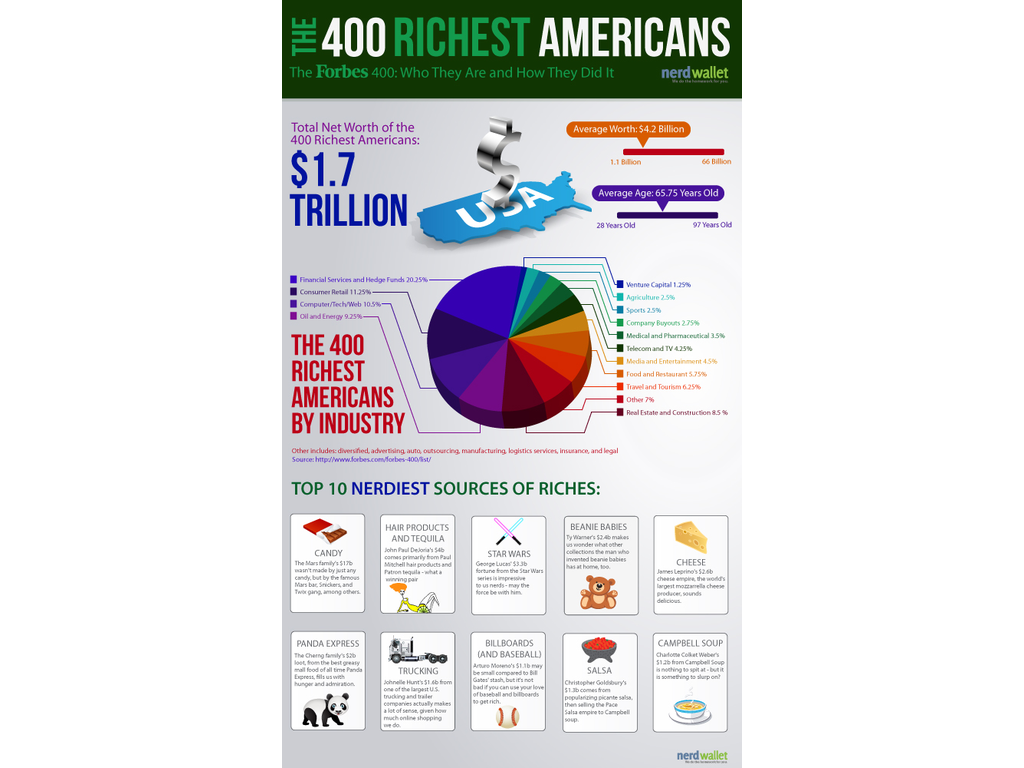 THE 400 RICHEST AMERICANS
The Forbes 400: Who They Are and How They Did It
nerdwallet
We do the homework for you.
Total Net Worth of the
400 Richest Americans:
$1.7
TRILLION
USA
Average Worth: $4.2 Billion
1.1 Billion
66 Billion
Average Age: 65.75 Years Old
28 Years Old
97 Years Old
Financial Services and Hedge Funds 20.25%
Consumer Retail 11.25%
Computer/Tech/Web 10.5%
Oil and Energy 9.25%
Venture Capital 1.25%
Agriculture 2.5%
Sports 2.5%
Company Buyouts 2.75%
Medical and Pharmaceutical 3.5%
Telecom and TV 4.25%
Media and Entertainment 4.5%
Food and Restaurant 5.75%
Travel and Tourism 6.25%
Other 7%
Real Estate and Construction 8.5 %
THE 400
RICHEST
AMERICANS
BY INDUSTRY
Other includes: diversified, advertising, auto, outsourcing, manufacturing, logistics services, insurance, and legal
Source: http://www.forbes.com/forbes-400/list/
TOP 10 NERDIEST SOURCES OF RICHES:
CANDY
The Mars family's $17b
wasn't made by just any
candy, but by the famous
Mars bar, Snickers, and
Twix gang, among others.
HAIR PRODUCTS
AND TEQUILA
John Paul DeJoria's $4b
comes primarily from Paul
Mitchell hair products and
Patron tequila - what a
winning pair.
STAR WARS
George Lucas' $3.3b
fortune from the Star Wars
series is impressive
to us nerds - may the
force be with him.
BEANIE BABIES
Ty Warner's $2.4b makes
us wonder what other
collections the man who
invented beanie babies
has at home, too.
CHEESE
James Leprino's $2.6b
cheese empire, the world's
largest mozzarella cheese
producer, sounds
delicious.
PANDA EXPRESS
The Cherng family's $2b
loot, from the best greasy
mall food of all time Panda
Express, fills us with
hunger and admiration.
TRUCKING
Johnelle Hunt's $1.6b from
one of the largest U.S.
trucking and trailer
companies actually makes
a lot of sense, given how
much online shopping
we do.
BILLBOARDS
(AND BASEBALL)
Arturo Moreno's $1.1b may
be small compared to Bill
Gates' stash, but it's not
bad if you can use your love
of baseball and billboards
to get rich.
SALSA
Christopher Goldsbury's
$1.3b comes from
popularizing picante salsa,
then selling the Pace
Salsa empire to Campbell
soup.
CAMPBELL SOUP
Charlotte Colket Weber's
$1.2b from Campbell Soup
is nothing to spit at - but it
is something to slurp on?
nerdwallet
We do the homework for you.